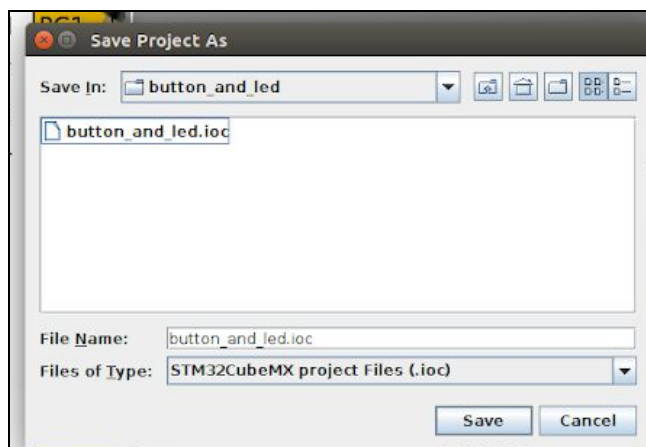 PG1
Save Project As
Save In: button_and_led
button_and_led.ioc
File Name: button_and_led.ioc
Files of Type: STM32CubeMX project Files (.ioc)
Save Cancel